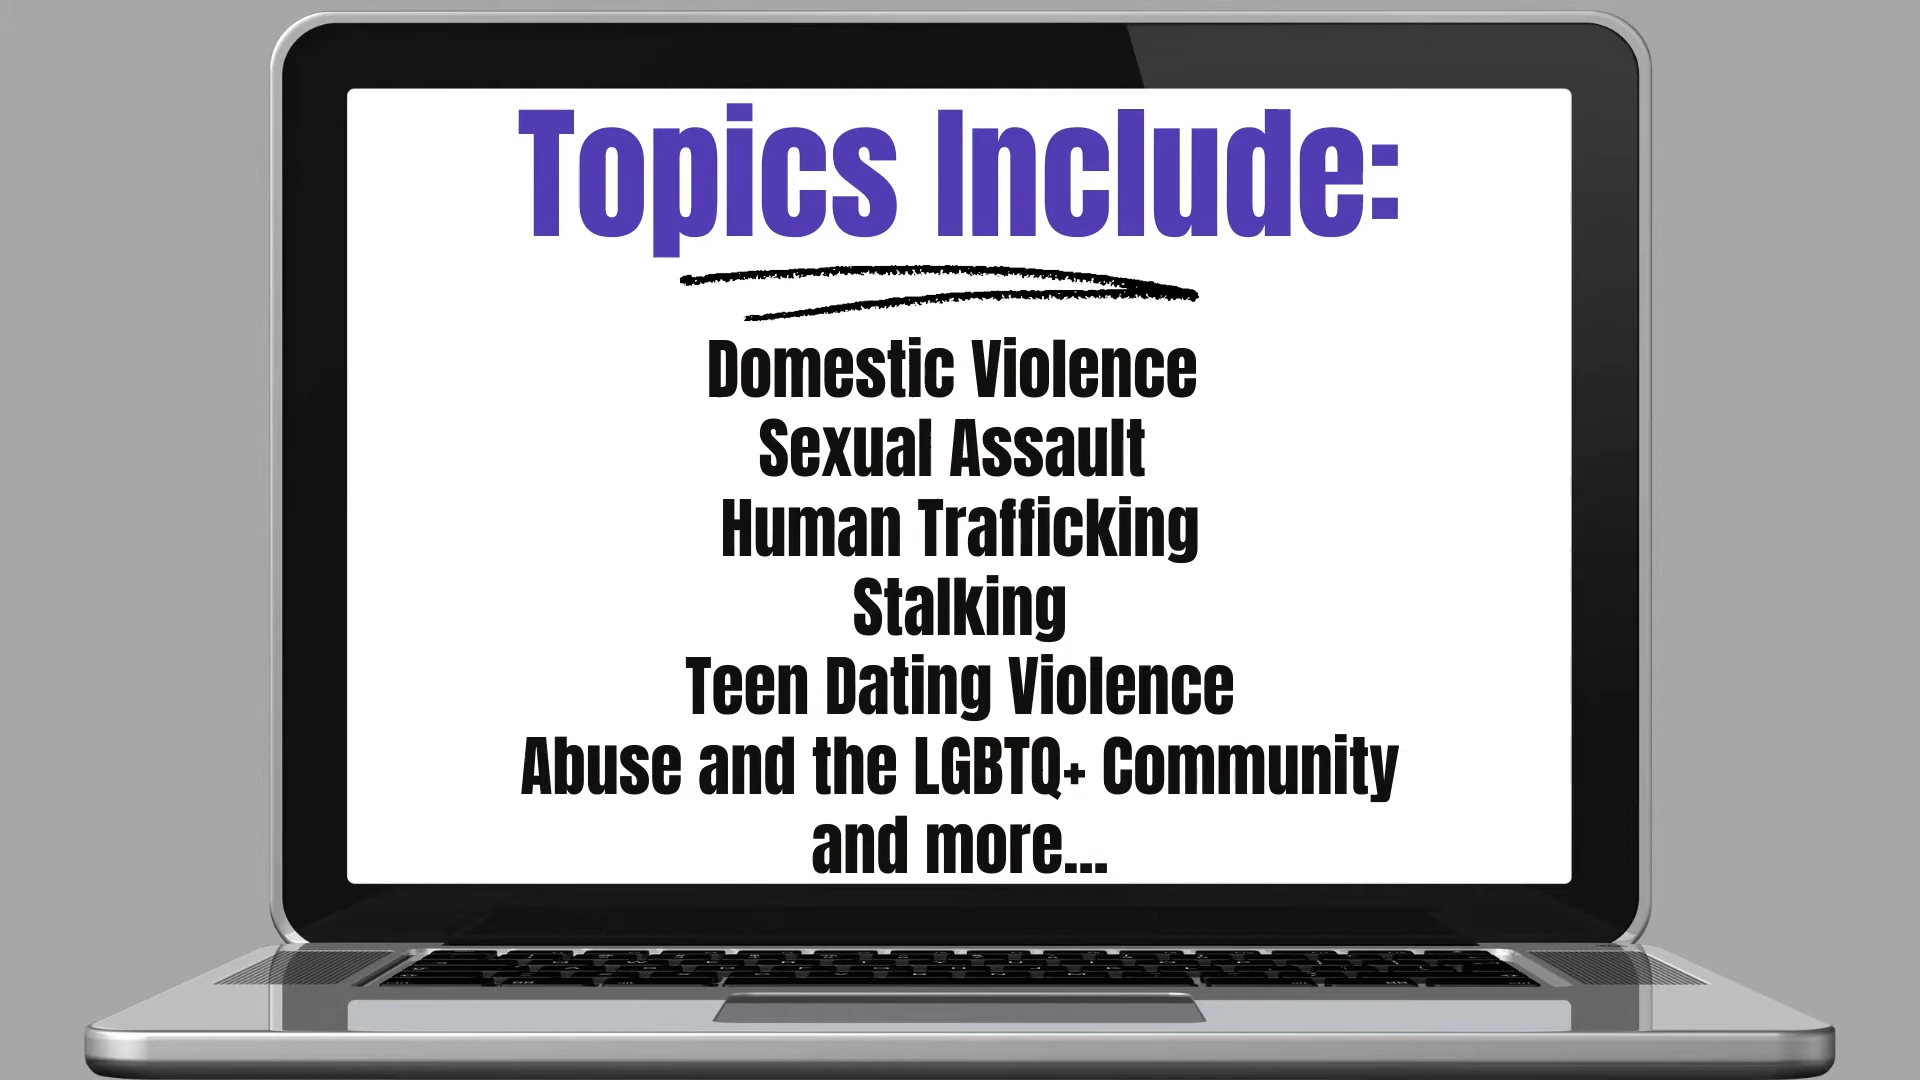 Topics Include:
Domestic Violence
Sexual Assault
Human Trafficking
Stalking
Teen Dating Violence
Abuse and the LGBTQ+ Community
and more...